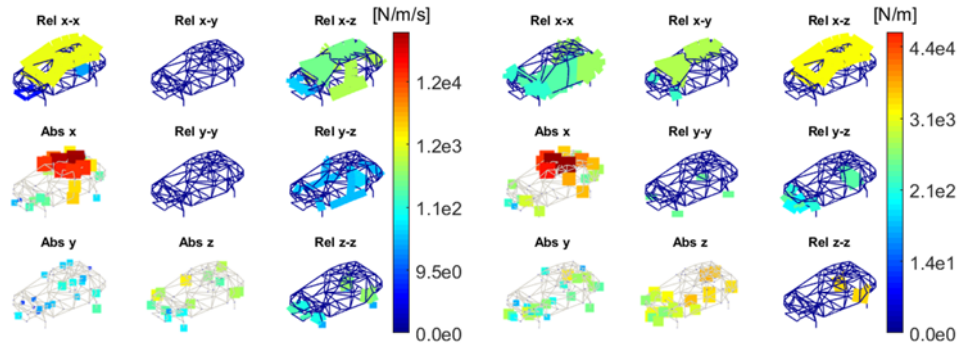 Rel x-x Rel x-y Rel x-z [N/m/s] Rel x-x Rel x-y Rel x-z [N/m]
1.2e4 4.4e4
Abs x Rel y-y Rel y-z 1.2e3 Abs x Rel y-y Rel y-z 3.1e3
1.1e2 2.1e2
Abs y Abs z Rel z-z Abs y Abs z Rel z-z
9.5e0 1.4e1
0.0e0 0.0e0